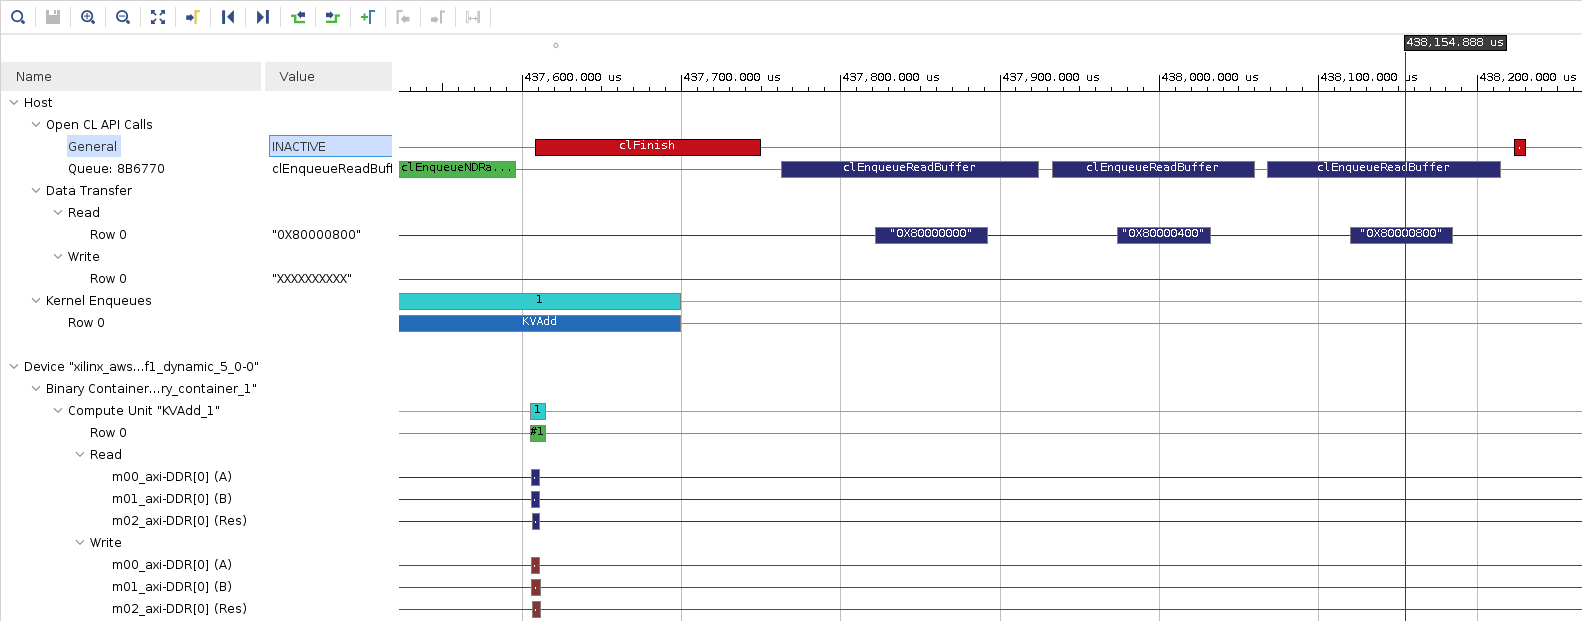 438,154.888 us
Name Value 437,600.000 us 437,700.000 us 437,800.000 us 437,900.000 us 438,000.000 us 438,100.000 us 438,200.000 us
Host
Open CL API Calls
General INACTIVE clFinish
Queue: 8B6770 clEnqueueReadBuff clEnqueueNDRa... clEnqueueReadBuffer clEnqueueReadBuffer clEnqueueReadBuffer
Data Transfer
Read
Row 0 "0X80000800" "0X80000000" "0X80000400" "0X80000800"
Write
Row 0 "XXXXXXXXXX"
Kernel Enqueues 1
Row 0 KVAdd
Device "xilinx_aws...f1_dynamic_5_0-0"
Binary Container...ry_container_1"
Compute Unit "KVAdd_1" 1
Row 0 #1
Read
m00_axi-DDR[0] (A)
m01_axi-DDR[0] (B)
m02_axi-DDR[0] (Res)
Write
m00_axi-DDR[0] (A)
m01_axi-DDR[0] (B)
m02_axi-DDR[0] (Res)